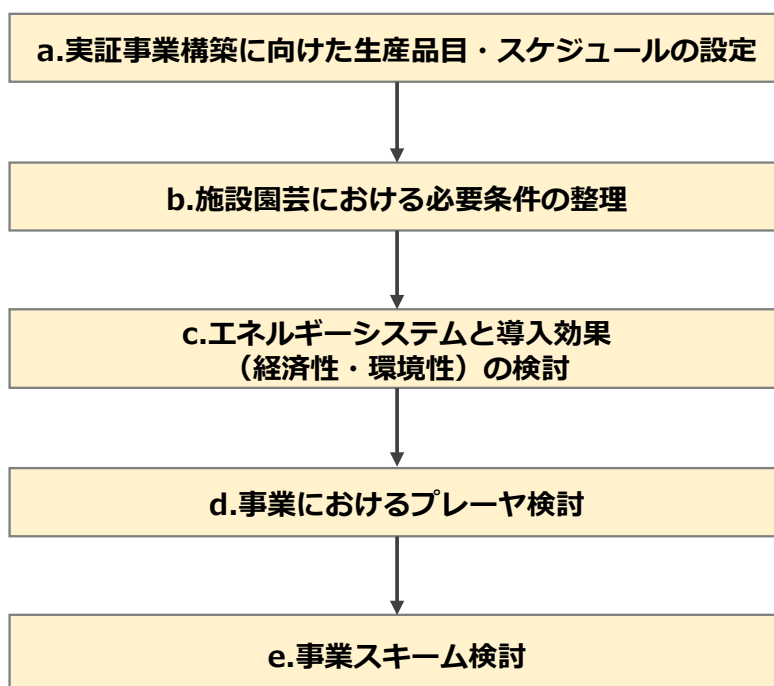 a.実証事業構築に向けた生産品目・スケジュールの設定
b.施設園芸における必要条件の整理
c.エネルギーシステムと導入効果
（経済性・環境性）の検討
d.事業におけるプレーヤ検討
e.事業スキーム検討